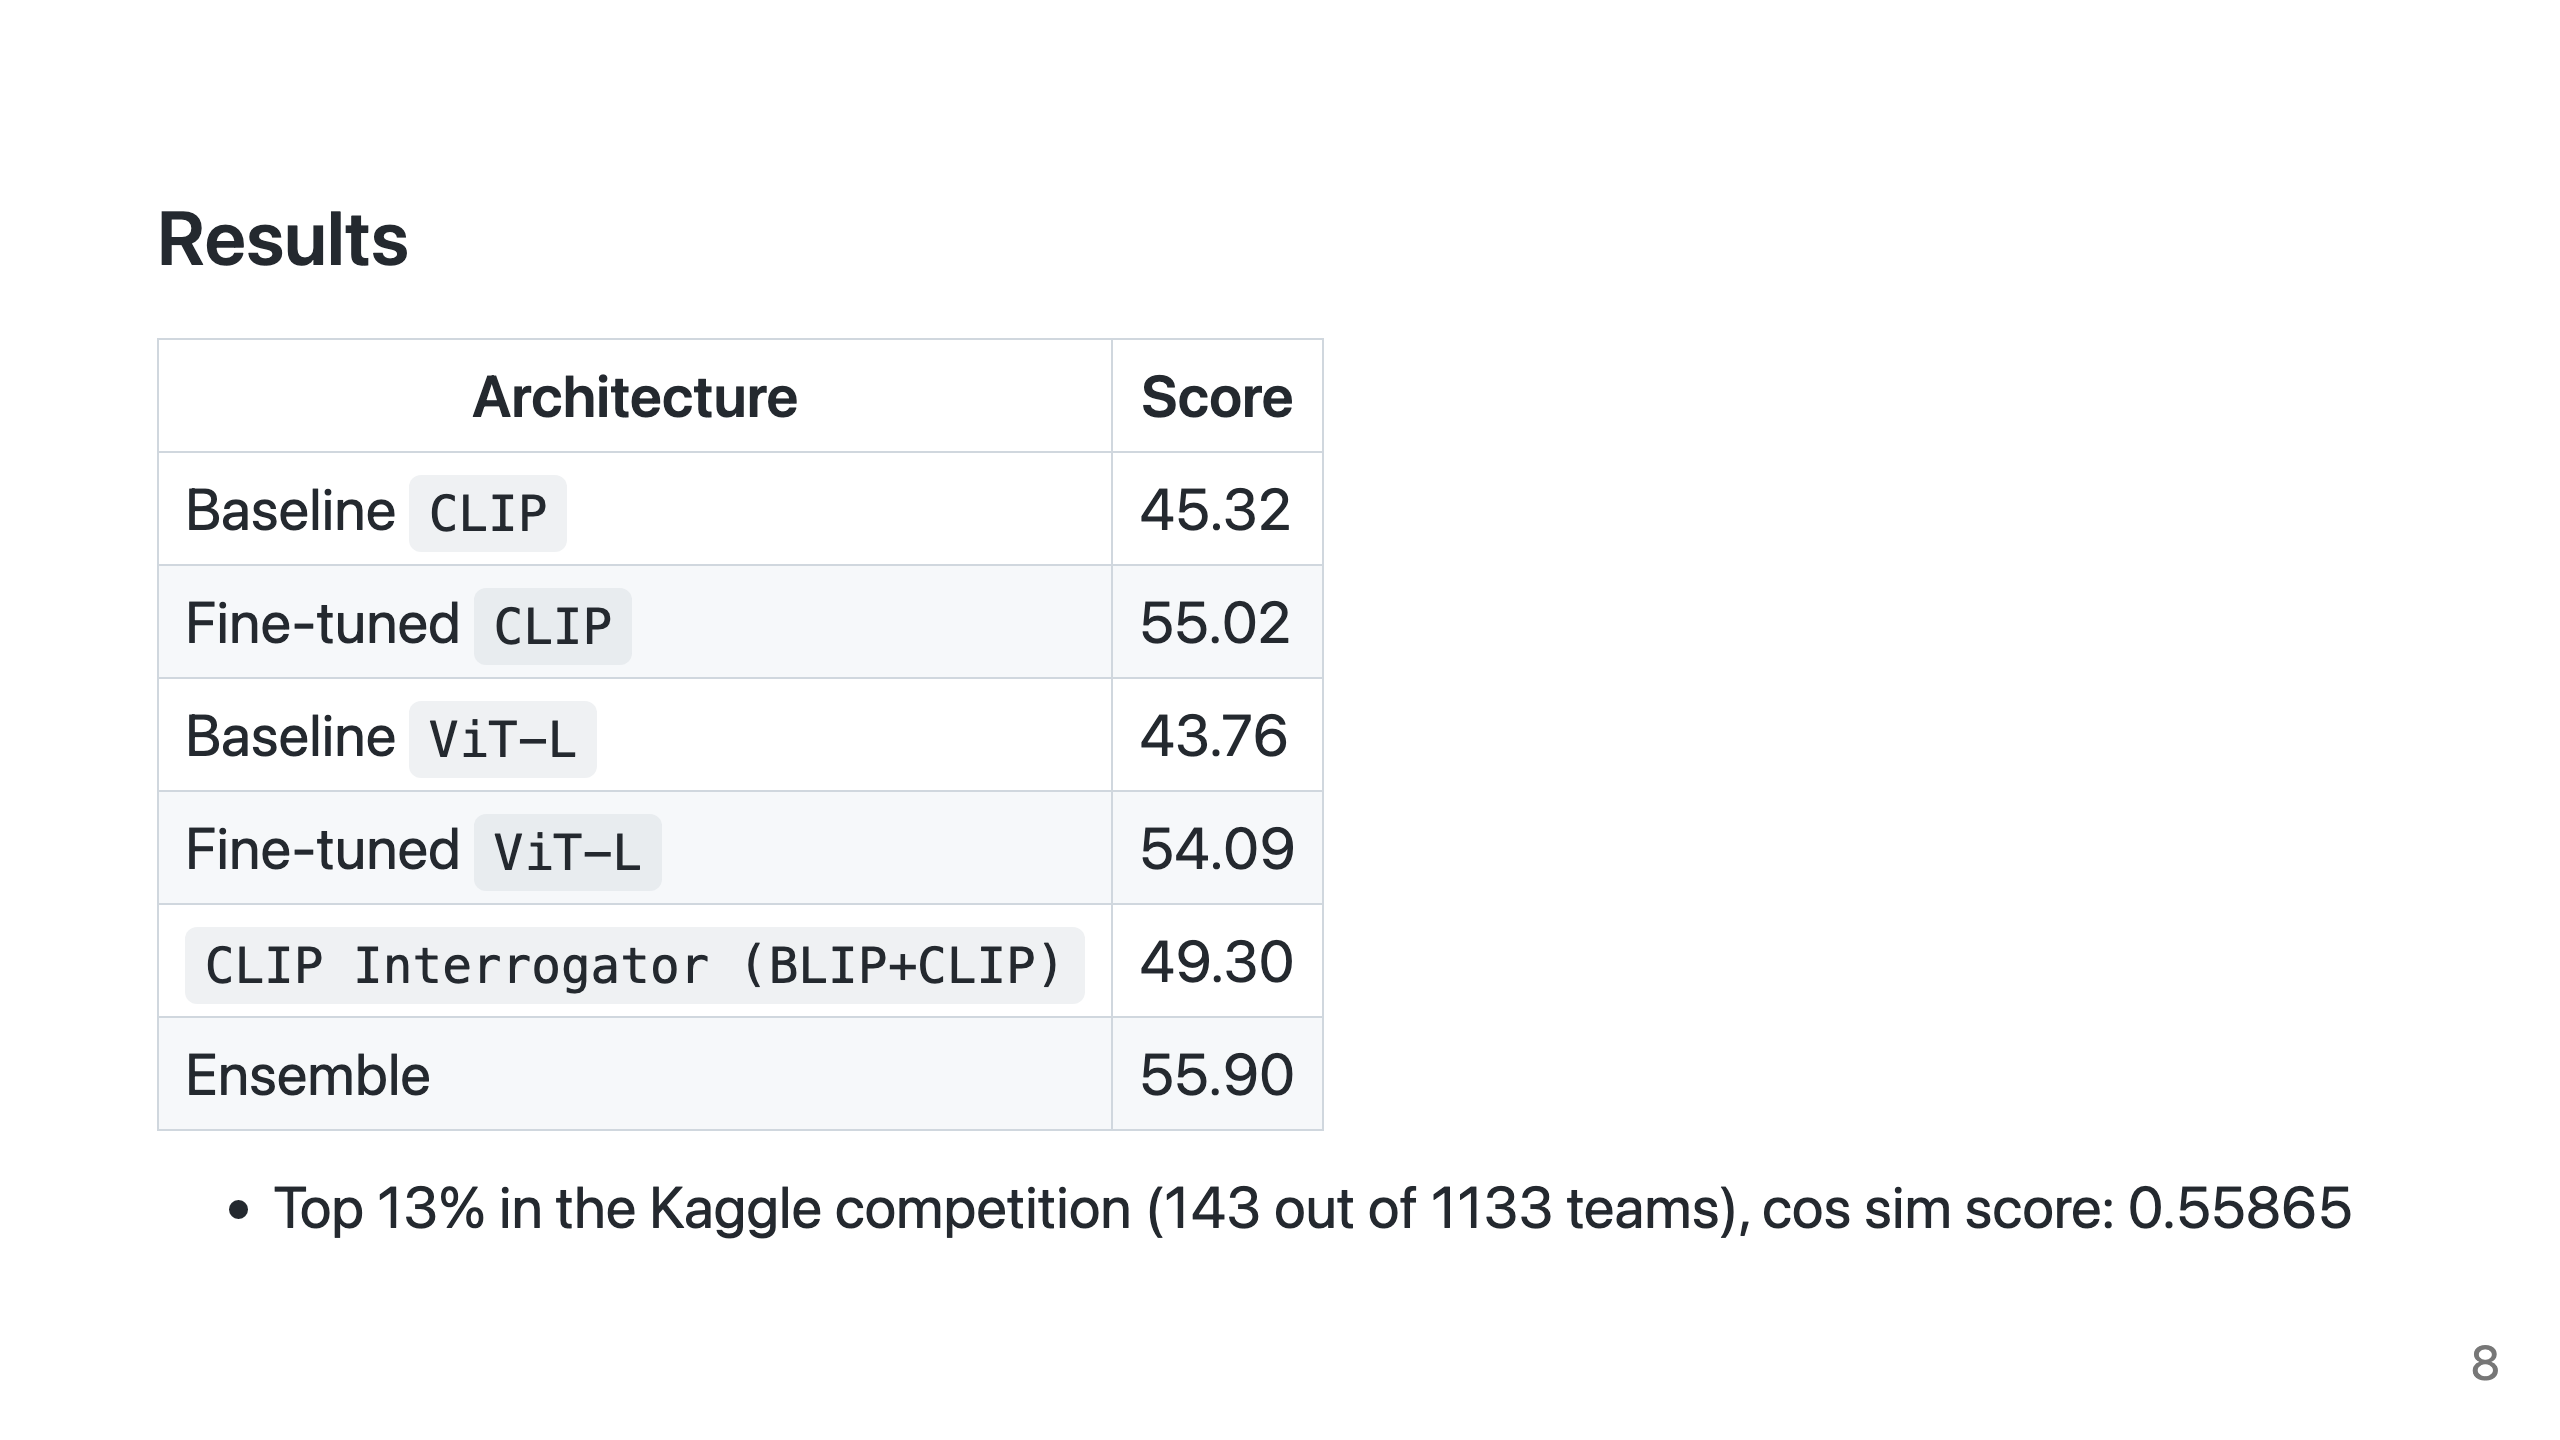 Results
Architecture Score
Baseline CLIP 45.32
Fine-tuned CLIP 55.02
Baseline ViT-L 43.76
Fine-tuned ViT-L 54.09
CLIP Interrogator (BLIP+CLIP) 49.30
Ensemble 55.90
• Top 13% in the Kaggle competition (143 out of 1133 teams), cos sim score: 0.55865
8